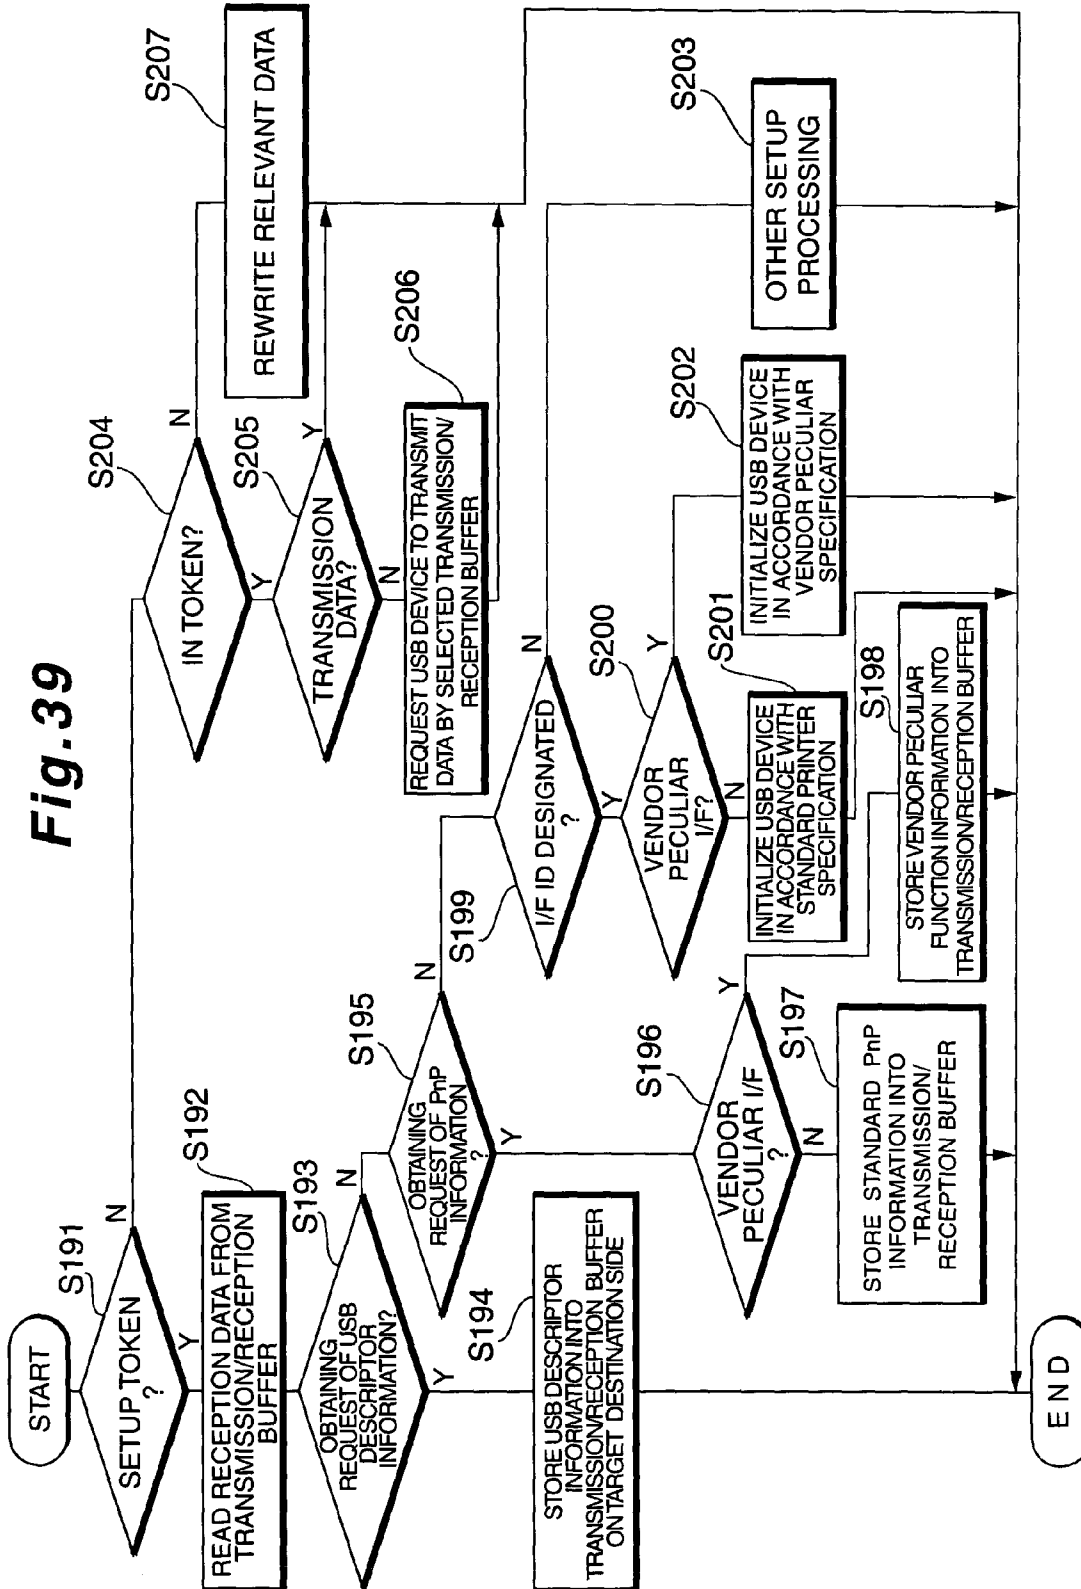 Fig.39
START
S191
SETUP TOKEN
?
N
Y
S192
READ RECEPTION DATA FROM
TRANSMISSION/RECEPTION
BUFFER
S193
OBTAINING
REQUEST OF USB
DESCRIPTOR
INFORMATION?
N
Y
S194
STORE USB DESCRIPTOR
INFORMATION INTO
TRANSMISSION/RECEPTION BUFFER
ON TARGET DESTINATION SIDE
S195
OBTAINING
REQUEST OF PnP
INFORMATION
?
N
Y
S196
VENDOR
PECULIAR I/F
?
Y
N
S197
STORE STANDARD PnP
INFORMATION INTO
TRANSMISSION/
RECEPTION BUFFER
S198
STORE VENDOR PECULIAR
FUNCTION INFORMATION INTO
TRANSMISSION/RECEPTION BUFFER
S199
I/F ID DESIGNATED
?
N
Y
S200
VENDOR
PECULIAR
I/F?
Y
N
S201
INITIALIZE USB DEVICE
IN ACCORDANCE WITH
STANDARD PRINTER
SPECIFICATION
S202
INITIALIZE USB DEVICE
IN ACCORDANCE WITH
VENDOR PECULIAR
SPECIFICATION
S203
OTHER SETUP
PROCESSING
S204
IN TOKEN?
N
Y
S205
TRANSMISSION
DATA?
Y
N
S206
REQUEST USB DEVICE TO TRANSMIT
DATA BY SELECTED TRANSMISSION/
RECEPTION BUFFER
S207
REWRITE RELEVANT DATA
END